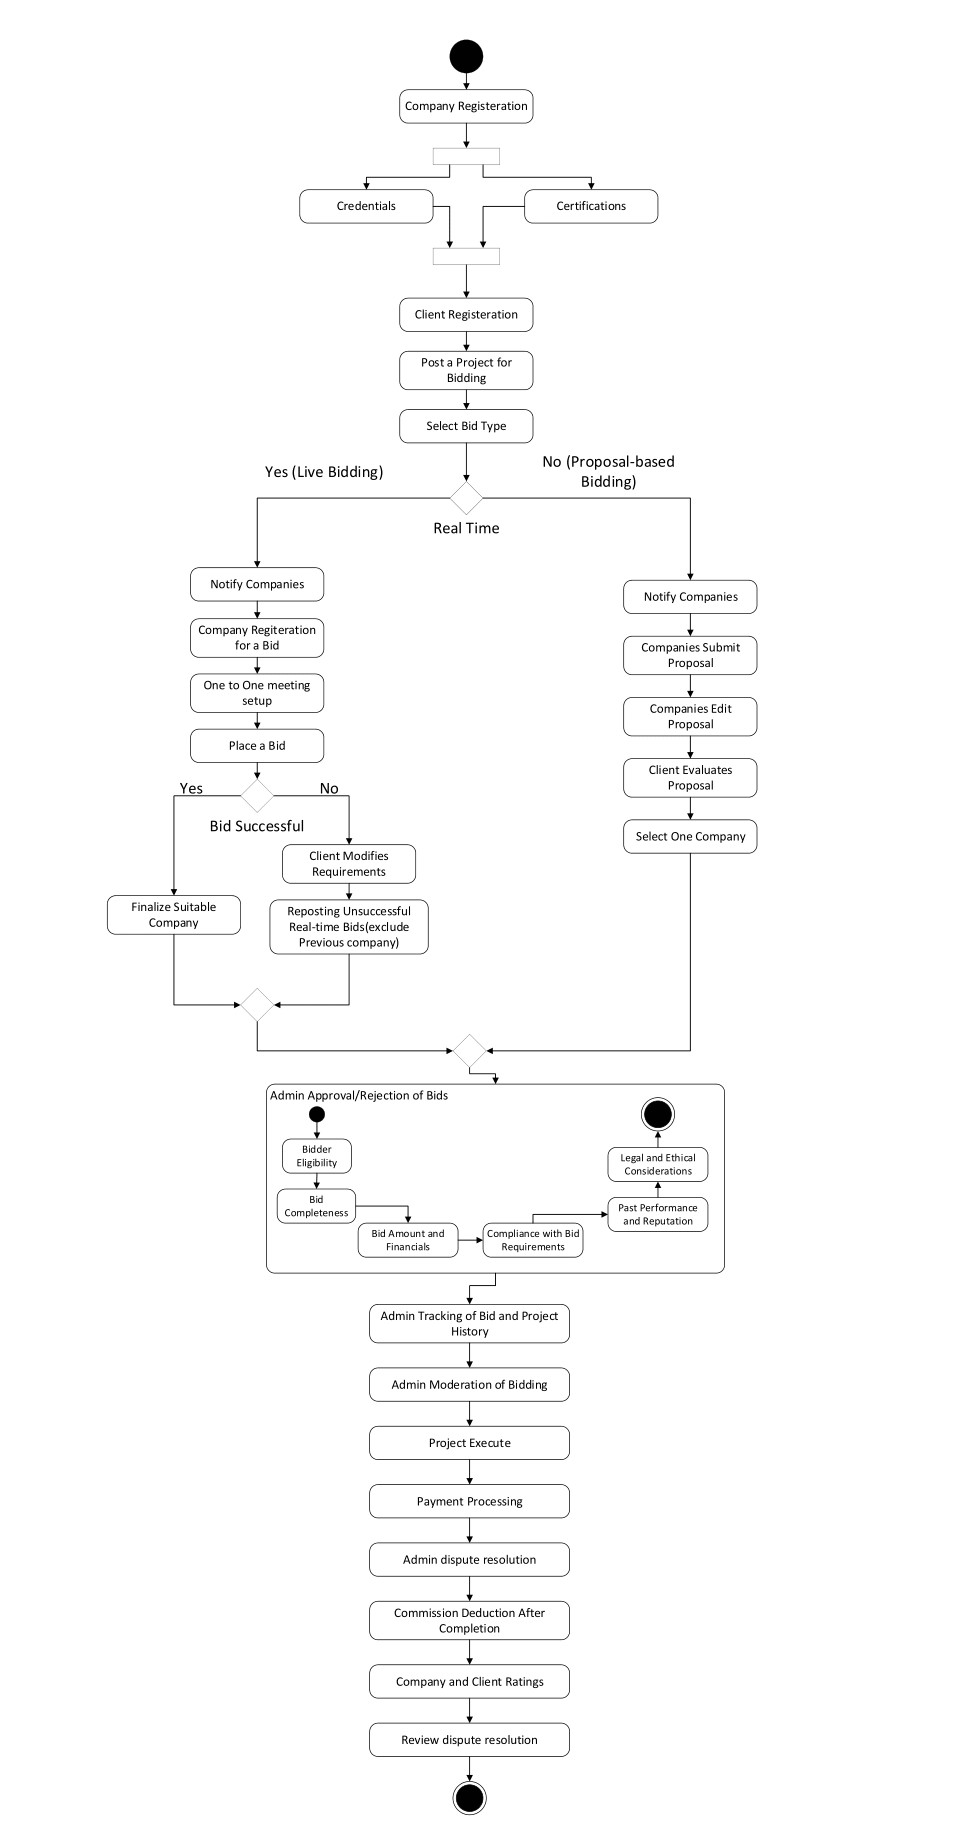 Company Registeration
Credentials
Certifications
Client Registeration
Post a Project for
Bidding
Select Bid Type
Yes (Live Bidding)
No (Proposal-based
Bidding)
Real Time
Notify Companies
Company Regiteration
for a Bid
One to One meeting
setup
Place a Bid
Yes
No
Bid Successful
Client Modifies
Requirements
Finalize Suitable
Company
Reposting Unsuccessful
Real-time Bids(exclude
Previous company)
Notify Companies
Companies Submit
Proposal
Companies Edit
Proposal
Client Evaluates
Proposal
Select One Company
Admin Approval/Rejection of Bids
Bidder
Eligibility
Bid
Completeness
Bid Amount and
Financials
Compliance with Bid
Requirements
Past Performance
and Reputation
Legal and Ethical
Considerations
Admin Tracking of Bid and Project
History
Admin Moderation of Bidding
Project Execute
Payment Processing
Admin dispute resolution
Commission Deduction After
Completion
Company and Client Ratings
Review dispute resolution